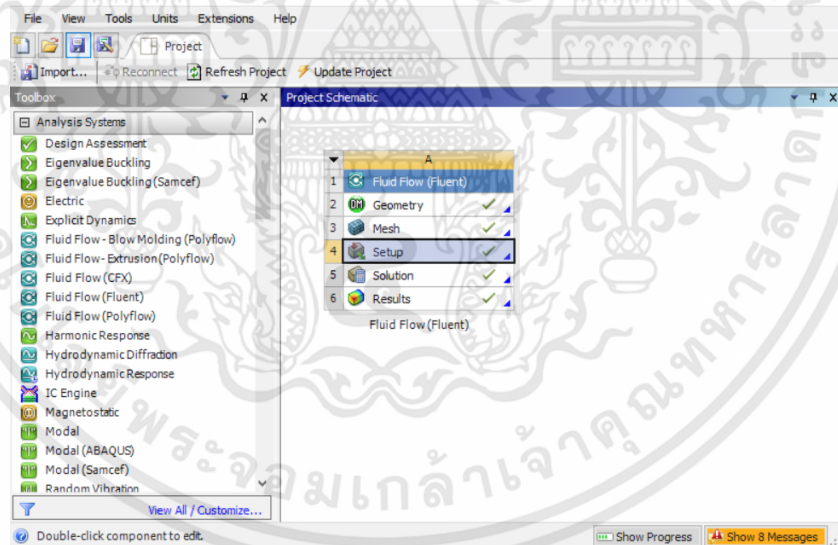 File View Tools Units Extensions Help
Project
Import... Reconnect Refresh Project Update Project
Toolbox
Project Schematic
Analysis Systems
Design Assessment
Eigenvalue Buckling
Eigenvalue Buckling (Samcef)
Electric
Explicit Dynamics
Fluid Flow - Blow Molding (Polyflow)
Fluid Flow - Extrusion (Polyflow)
Fluid Flow (CFX)
Fluid Flow (Fluent)
Fluid Flow (Polyflow)
Harmonic Response
Hydrodynamic Diffraction
Hydrodynamic Response
IC Engine
Magnetostatic
Modal
Modal (ABAQUS)
Modal (Samcef)
Random Vibration
View All / Customize...
A
1 Fluid Flow (Fluent)
2 DM Geometry
3 Mesh
4 Setup
5 Solution
6 Results
Fluid Flow (Fluent)
Double-click component to edit.
Show Progress
Show 8 Messages